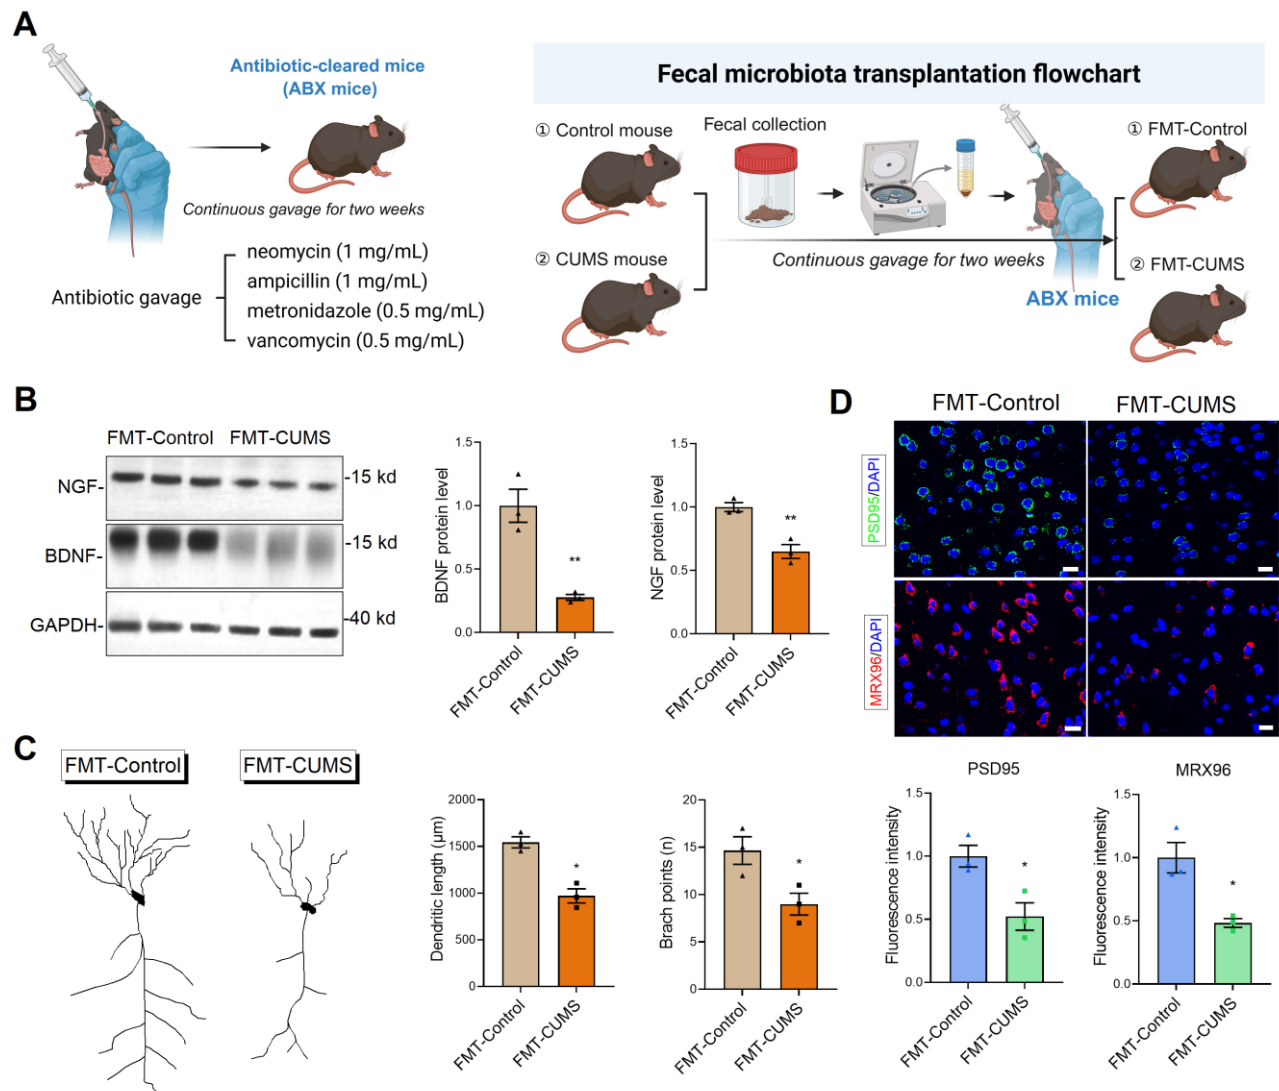 A
Antibiotic-cleared mice
(ABX mice)
Continuous gavage for two weeks
Antibiotic gavage
neomycin (1 mg/mL)
ampicillin (1 mg/mL)
metronidazole (0.5 mg/mL)
vancomycin (0.5 mg/mL)
Fecal microbiota transplantation flowchart
① Control mouse
Fecal collection
② CUMS mouse
Continuous gavage for two weeks
ABX mice
① FMT-Control
② FMT-CUMS
B
FMT-Control FMT-CUMS
NGF-
-15 kd
BDNF-
-15 kd
GAPDH-
-40 kd
BDNF protein level
1.5
1.0
0.5
0.0
**
FMT-Control
FMT-CUMS
NGF protein level
1.5
1.0
0.5
0.0
**
FMT-Control
FMT-CUMS
C
FMT-Control
FMT-CUMS
Dendritic length (μm)
2000
1500
1000
500
0
*
FMT-Control
FMT-CUMS
Brach points (n)
20
15
10
5
0
*
FMT-Control
FMT-CUMS
D
FMT-Control
FMT-CUMS
PSD95/DAPI
MRX96/DAPI
PSD95
Fluorescence intensity
1.5
1.0
0.5
0.0
*
FMT-Control
FMT-CUMS
MRX96
Fluorescence intensity
1.5
1.0
0.5
0.0
*
FMT-Control
FMT-CUMS